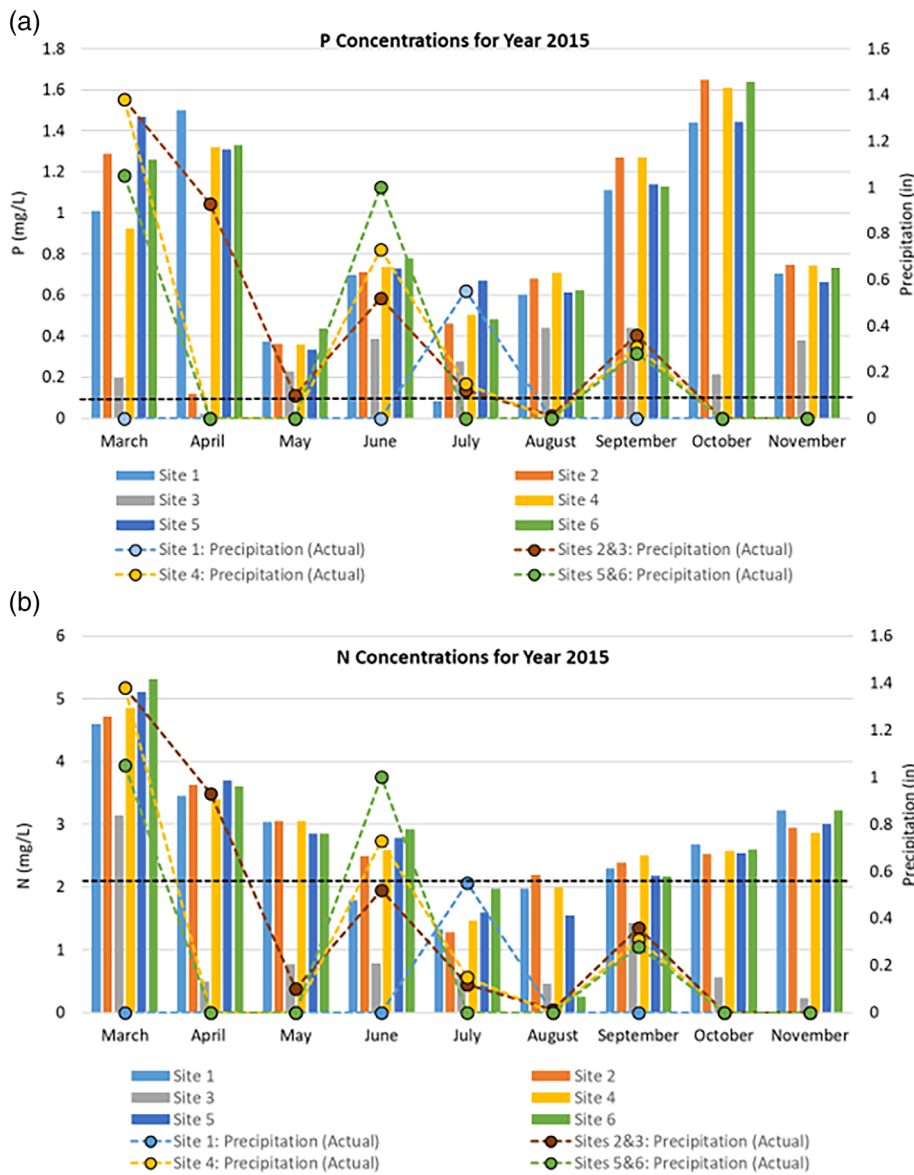 (a)
P Concentrations for Year 2015
1.8
1.6
1.4
1.2
1
0.8
0.6
0.4
0.2
0
P (mg/L)
1.6
1.4
1.2
1
0.8
0.6
0.4
0.2
0
Precipitation (in)
March April May June July August September October November
Site 1 Site 2
Site 3 Site 4
Site 5 Site 6
Site 1: Precipitation (Actual) Sites 2&3: Precipitation (Actual)
Site 4: Precipitation (Actual) Sites 5&6: Precipitation (Actual)
(b)
N Concentrations for Year 2015
6
5
4
3
2
1
0
N (mg/L)
1.6
1.4
1.2
1
0.8
0.6
0.4
0.2
0
Precipitation (in)
March April May June July August September October November
Site 1 Site 2
Site 3 Site 4
Site 5 Site 6
Site 1: Precipitation (Actual) Sites 2&3: Precipitation (Actual)
Site 4: Precipitation (Actual) Sites 5&6: Precipitation (Actual)